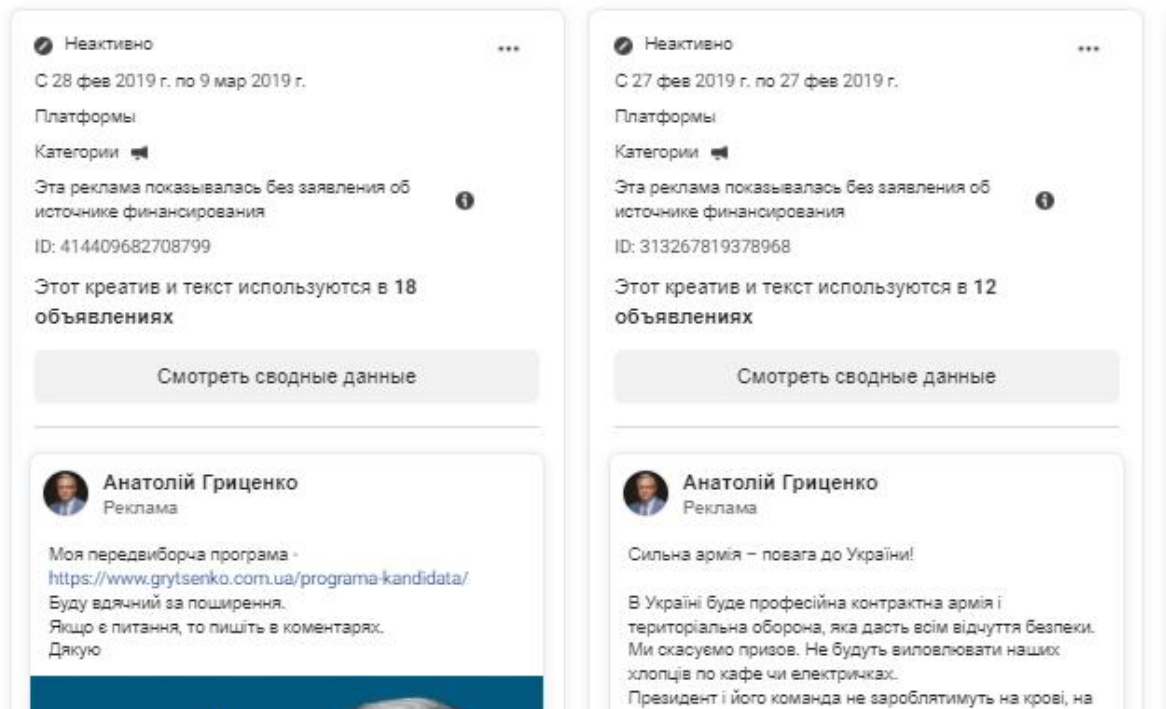 Неактивно
С 28 фев 2019 г. по 9 мар 2019 г.
Платформы
Категории
Эта реклама показывалась без заявления об
источнике финансирования
ID: 414409682708799
Этот креатив и текст используются в 18
объявлениях
Смотреть сводные данные
Анатолій Гриценко
Реклама
Моя передвиборча програма -
https://www.grytsenko.com.ua/programa-kandidata/
Буду вдячний за поширення.
Якщо є питання, то пишіть в коментарях.
Дякую
Неактивно
С 27 фев 2019 г. по 27 фев 2019 г.
Платформы
Категории
Эта реклама показывалась без заявления об
источнике финансирования
ID: 313267819378968
Этот креатив и текст используются в 12
объявлениях
Смотреть сводные данные
Анатолій Гриценко
Реклама
Сильна армія – повага до України!
В Україні буде професійна контрактна армія і
територіальна оборона, яка дасть всім відчуття безпеки.
Ми скасуємо призов. Не будуть виловлювати наших
хлопців по кафе чи електричках.
Президент і його команда не зароблятимуть на крові, на